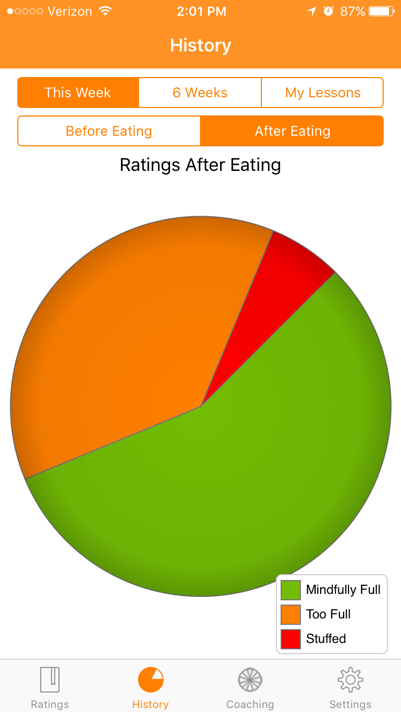 Verizon 2:01 PM 87%
History
This Week 6 Weeks My Lessons
Before Eating After Eating
Ratings After Eating
Mindfully Full
Too Full
Stuffed
Ratings History Coaching Settings